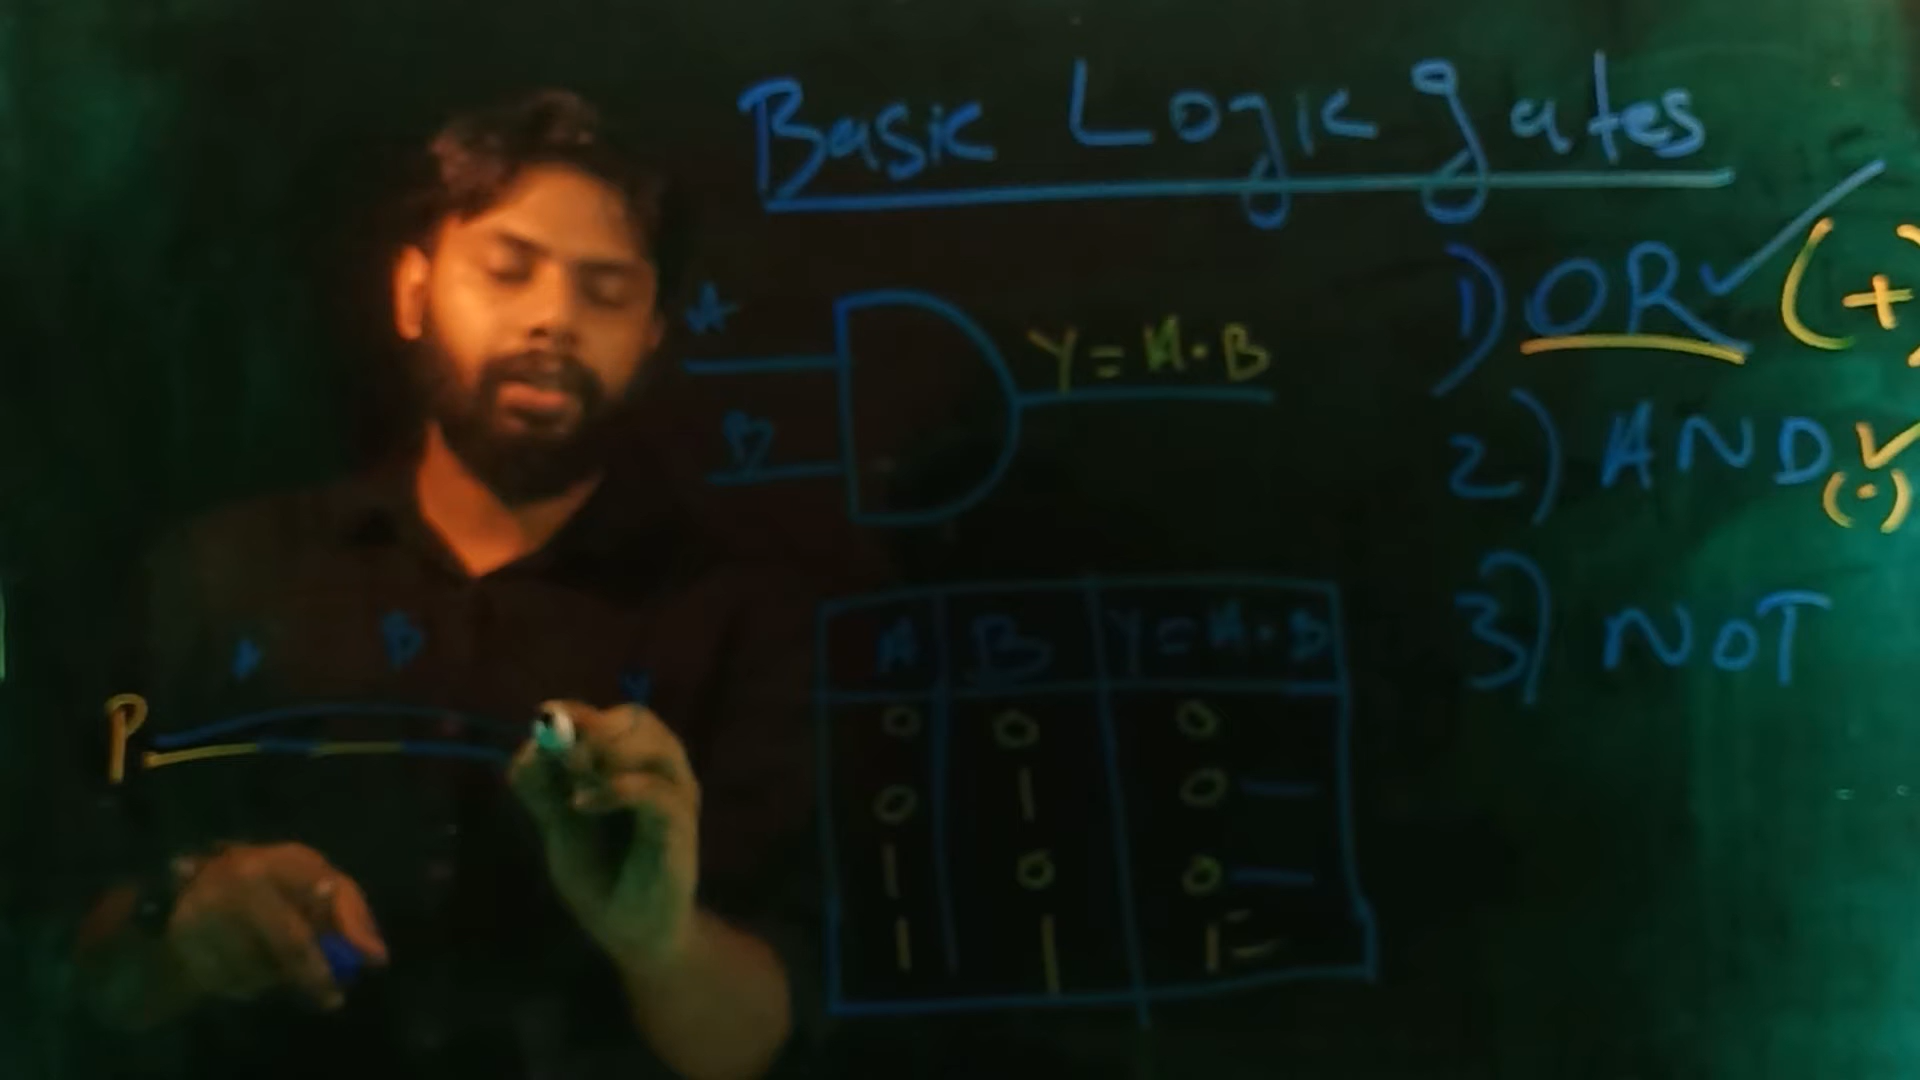 Basic Logic gates
1) OR ✓ (+)
A
Y = A · B
B
2) AND ✓
(·)
3) NOT
A B Y = A · B
0 0 0
0 1 0 —
1 0 0 —
1 1 1 –
A B Y
P